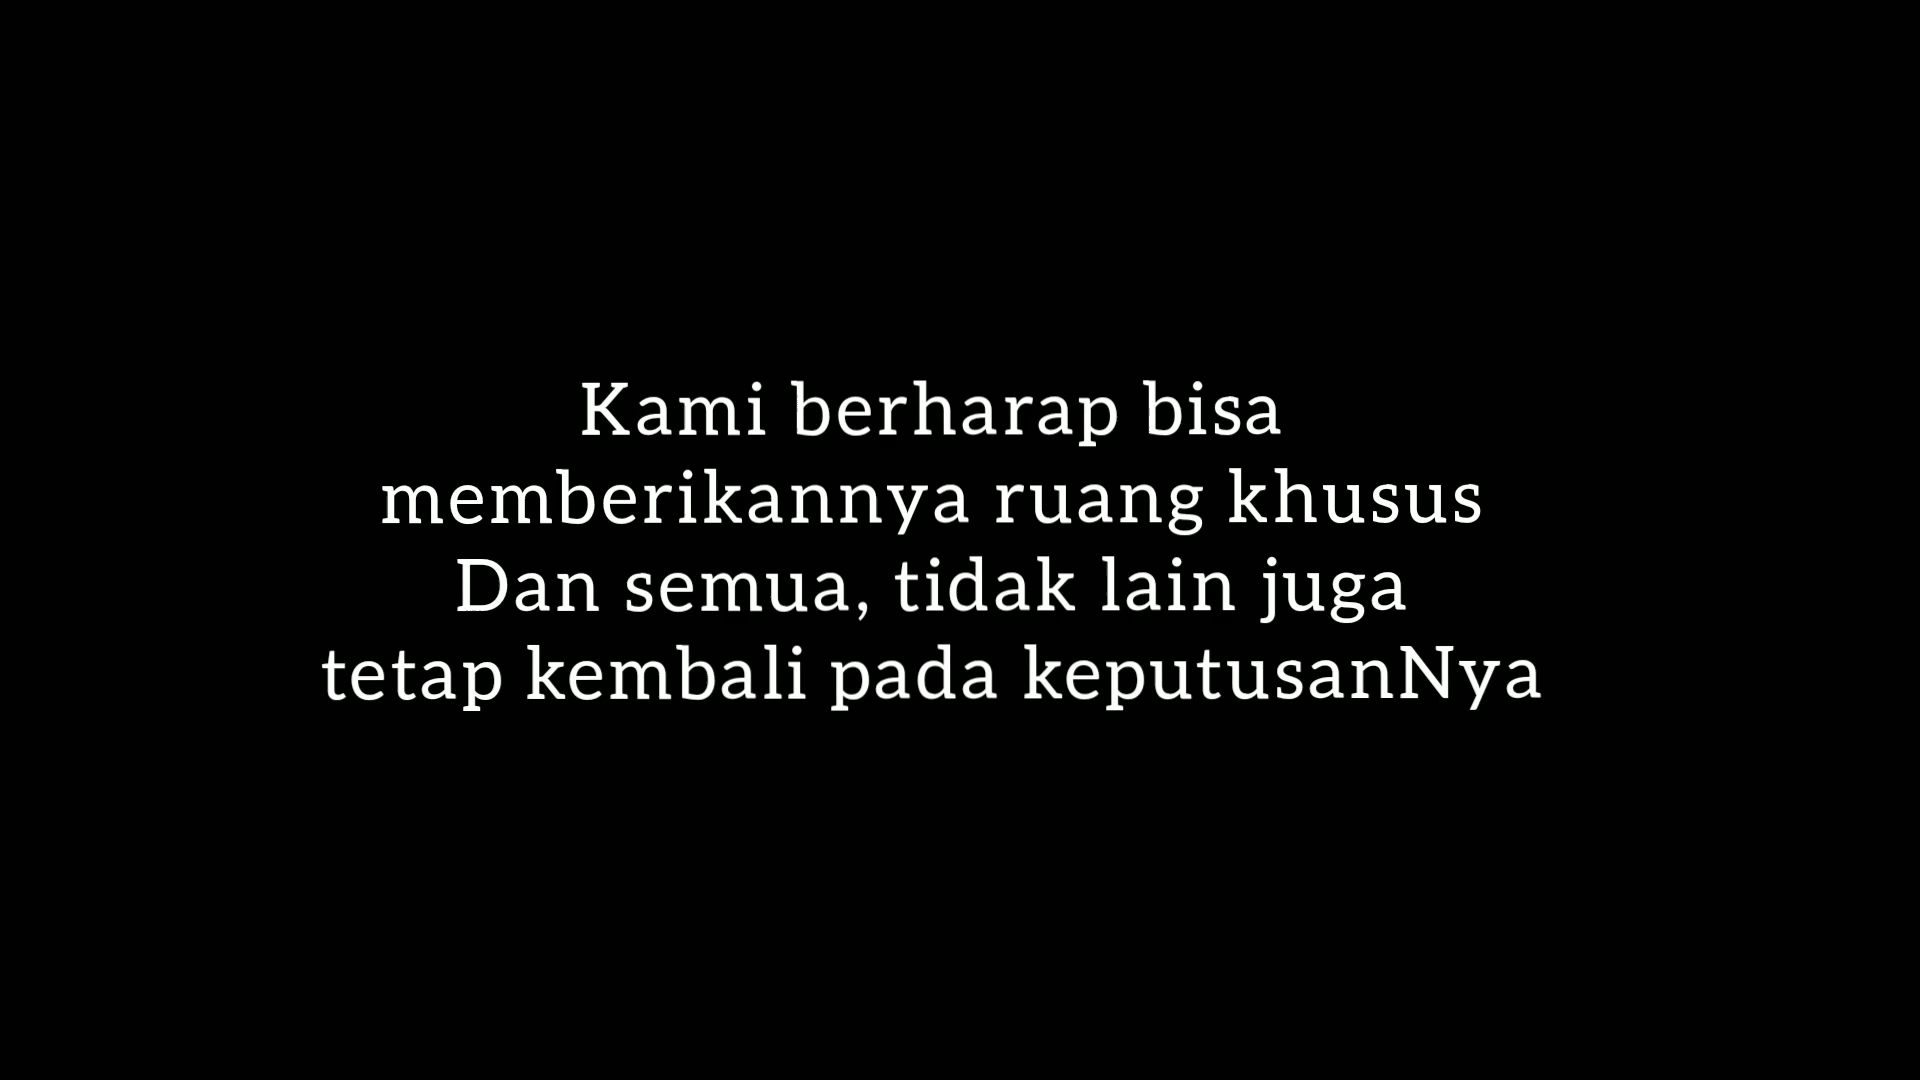 Kami berharap bisa
memberikannya ruang khusus
Dan semua, tidak lain juga
tetap kembali pada keputusanNya